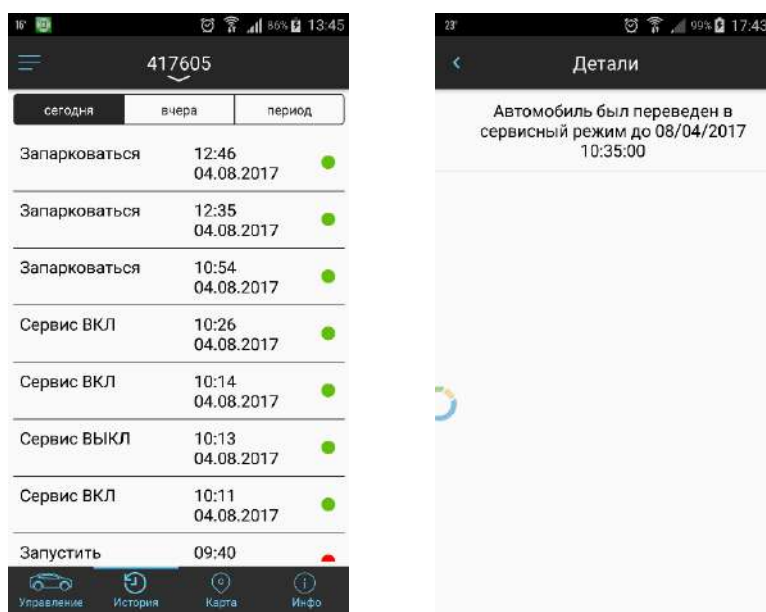 16°
86%
13:45
417605
сегодня
вчера
период
Запарковаться
12:46
04.08.2017
Запарковаться
12:35
04.08.2017
Запарковаться
10:54
04.08.2017
Сервис ВКЛ
10:26
04.08.2017
Сервис ВКЛ
10:14
04.08.2017
Сервис ВЫКЛ
10:13
04.08.2017
Сервис ВКЛ
10:11
04.08.2017
Запустить
09:40
Управление
История
Карта
Инфо
23°
99%
17:43
Детали
Автомобиль был переведен в
сервисный режим до 08/04/2017
10:35:00